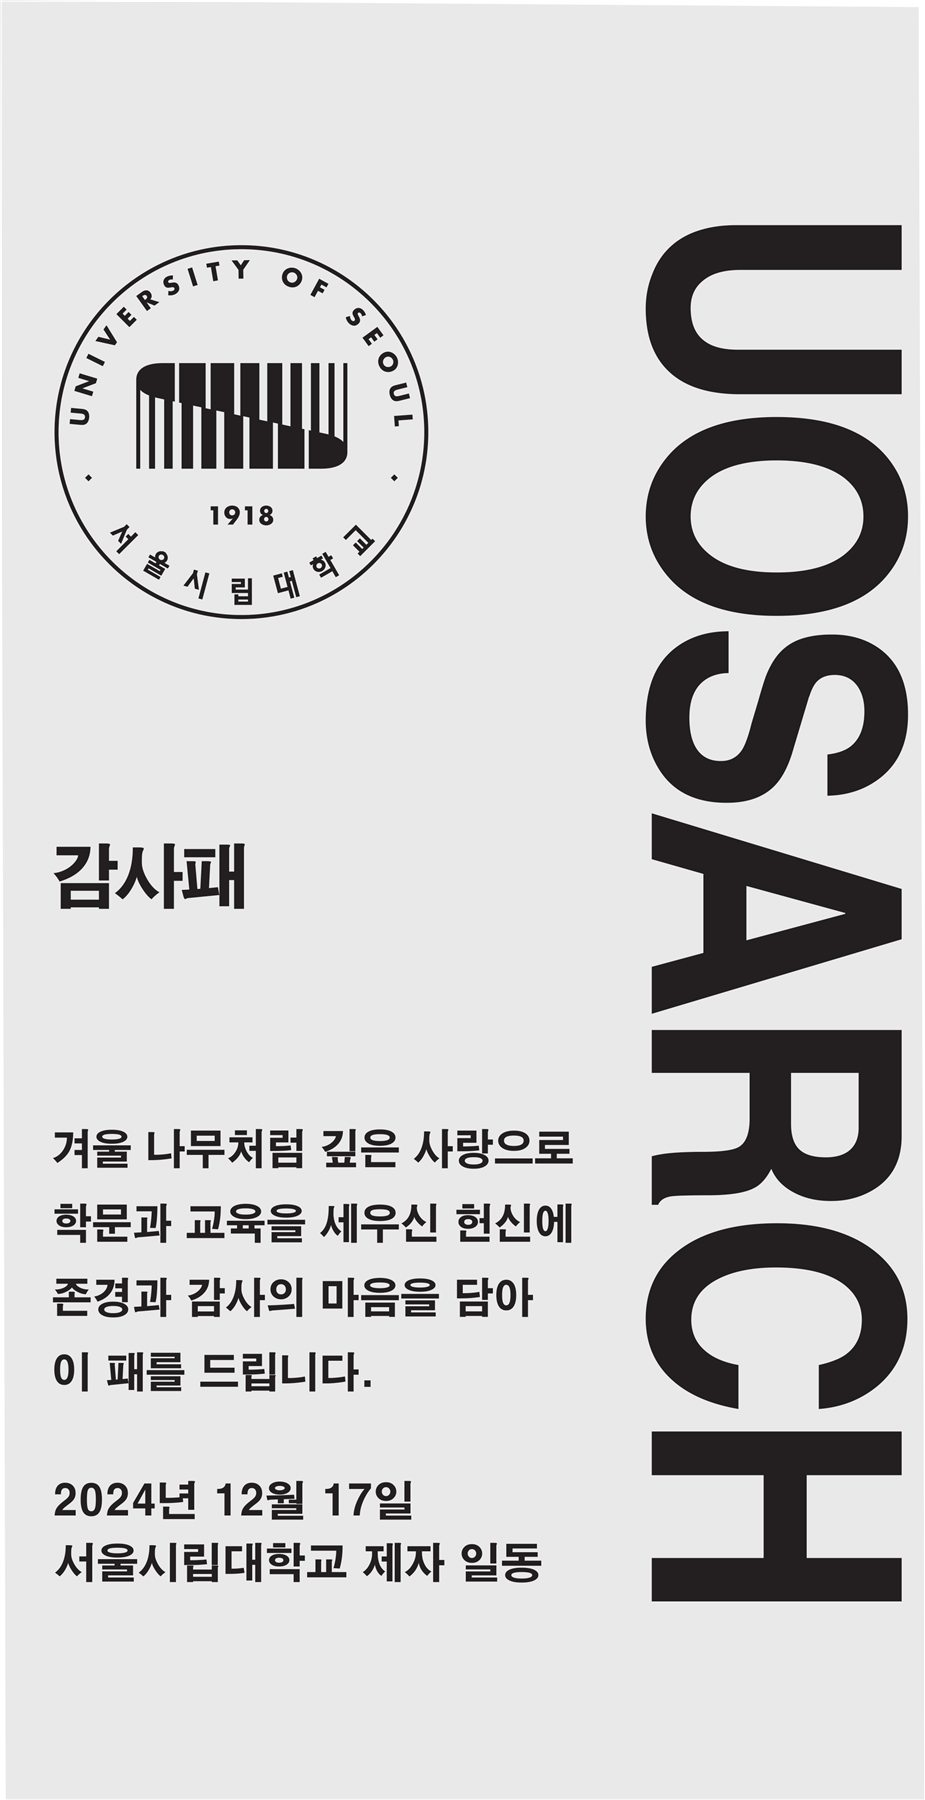 UNIVERSITY OF SEOUL
1918
서울시립대학교
UOSARCH
감사패
겨울 나무처럼 깊은 사랑으로
학문과 교육을 세우신 헌신에
존경과 감사의 마음을 담아
이 패를 드립니다.
2024년 12월 17일
서울시립대학교 제자 일동